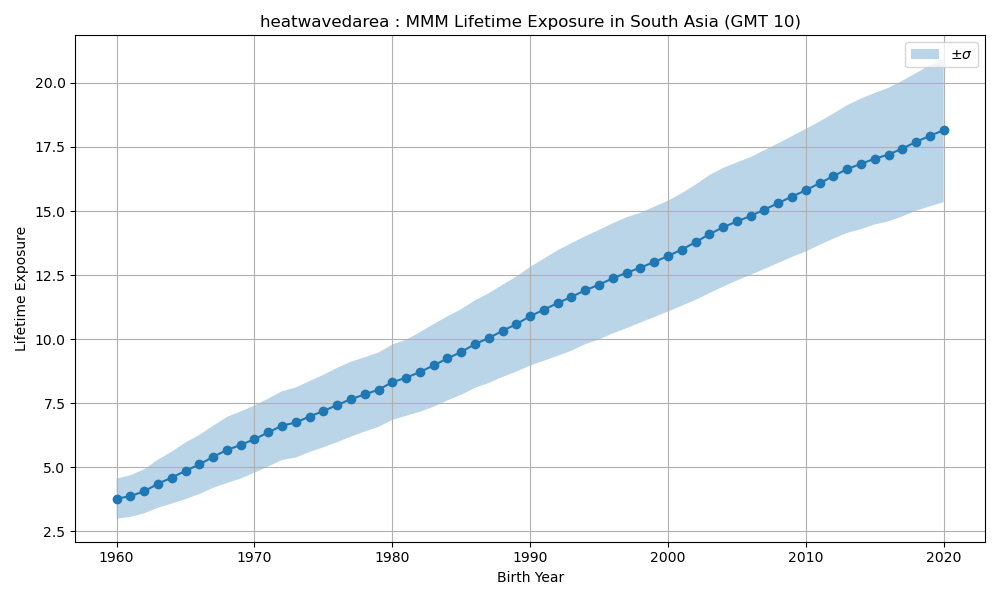 heatwavedarea : MMM Lifetime Exposure in South Asia (GMT 10)
±σ
20.0
17.5
15.0
12.5
10.0
7.5
5.0
2.5
Lifetime Exposure
1960 1970 1980 1990 2000 2010 2020
Birth Year